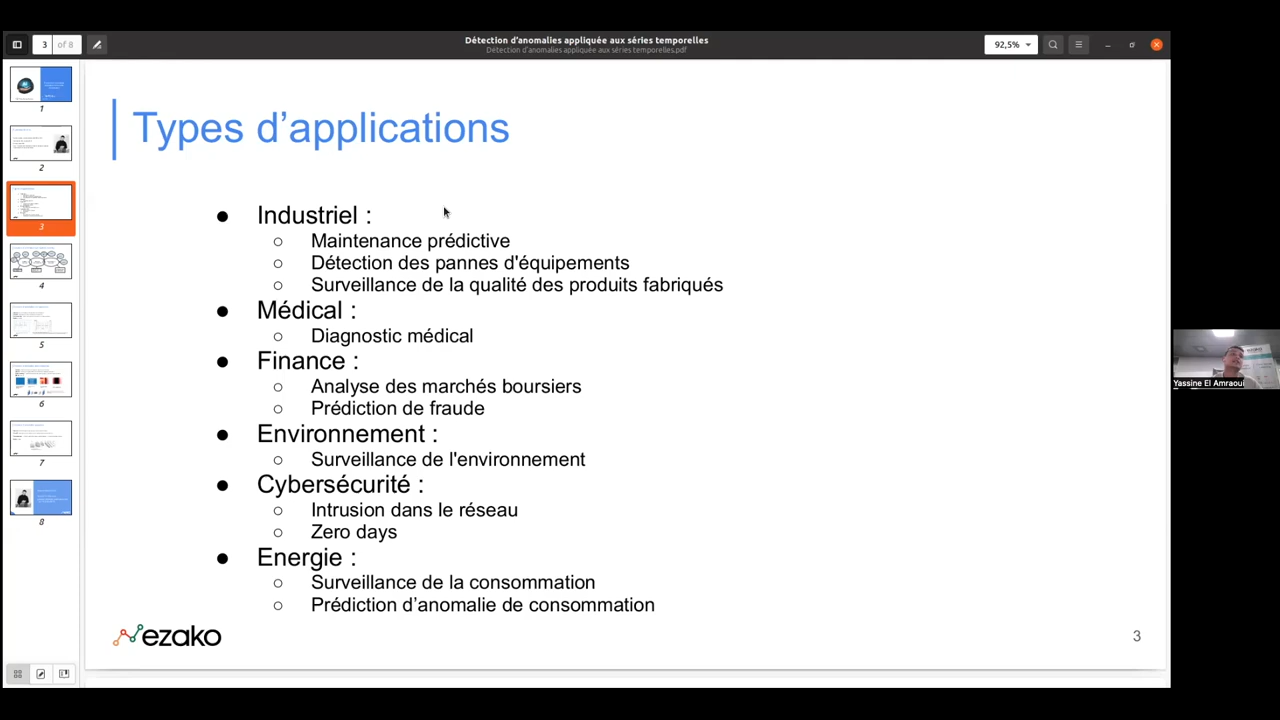 3 of 8
Détection d'anomalies appliquée aux séries temporelles
Détection d'anomalies appliquée aux séries temporelles.pdf
92,5%
1
2
3
4
5
6
7
8
Types d’applications
● Industriel :
○ Maintenance prédictive
○ Détection des pannes d'équipements
○ Surveillance de la qualité des produits fabriqués
● Médical :
○ Diagnostic médical
● Finance :
○ Analyse des marchés boursiers
○ Prédiction de fraude
● Environnement :
○ Surveillance de l'environnement
● Cybersécurité :
○ Intrusion dans le réseau
○ Zero days
● Energie :
○ Surveillance de la consommation
○ Prédiction d’anomalie de consommation
ezako
3
Yassine El Amraoui